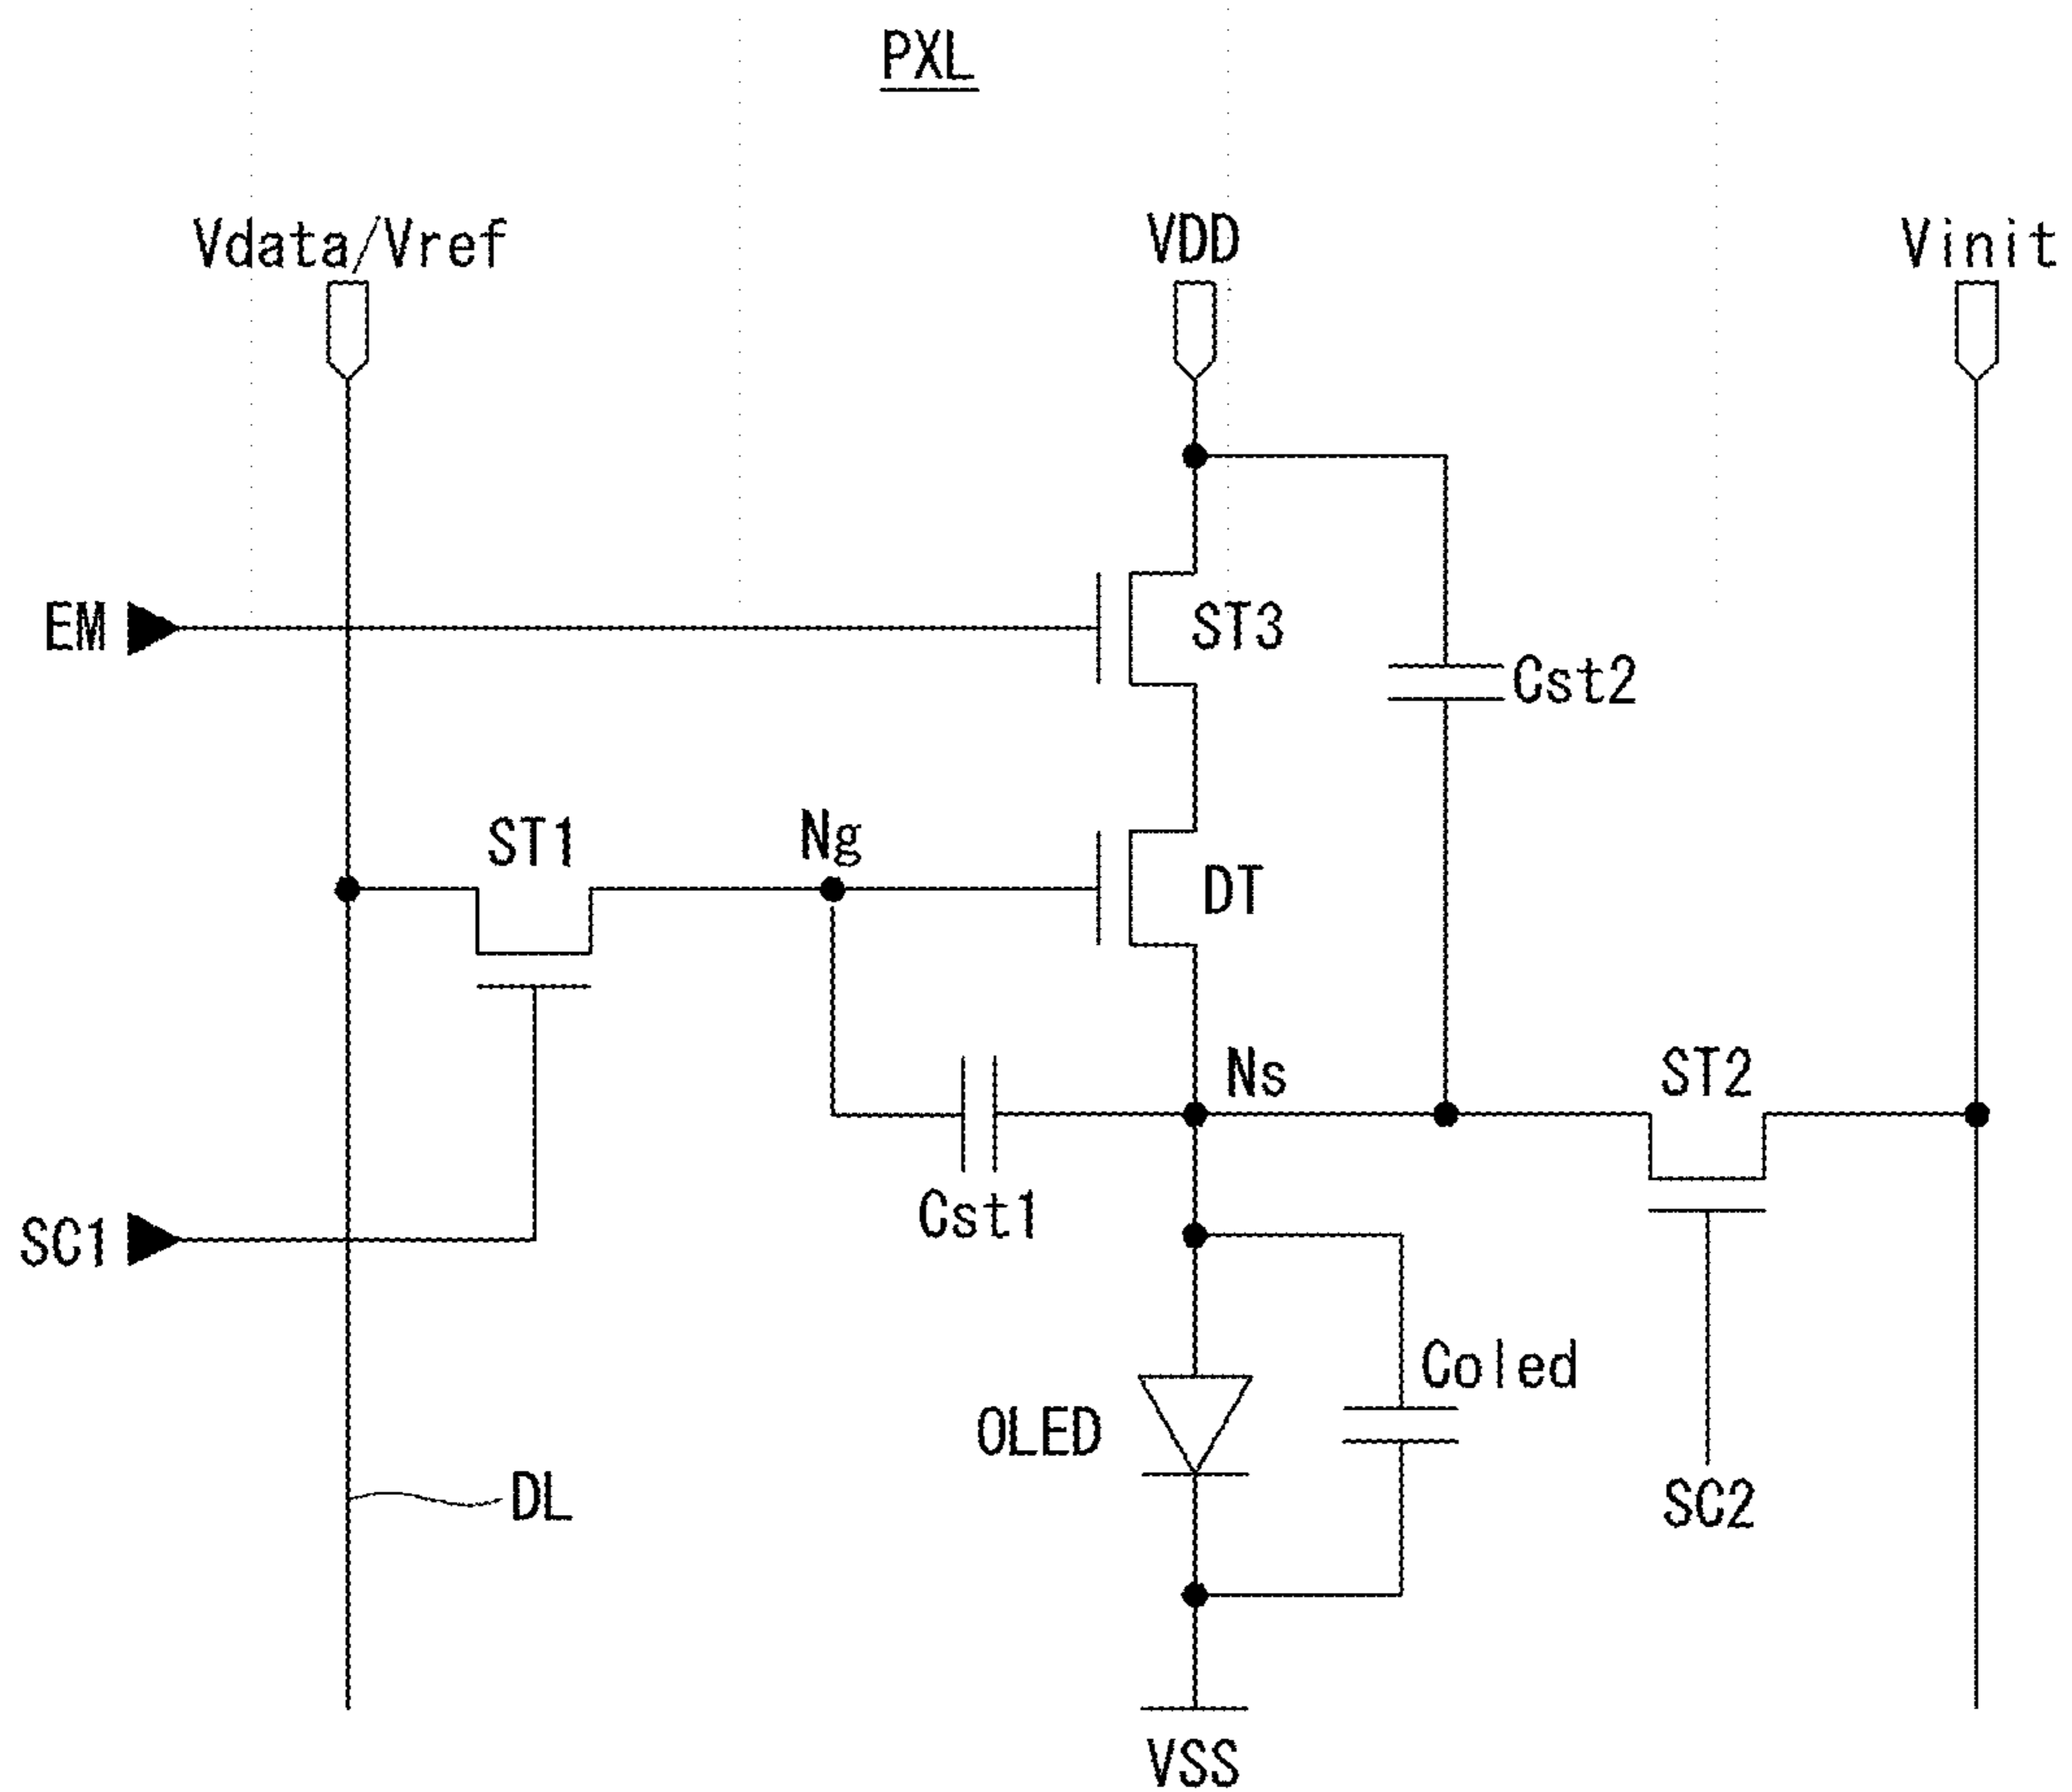 PXL
Vdata/Vref
VDD
Vinit
EM
ST3
Cst2
ST1
Ng
DT
Ns
ST2
Cst1
SC1
Coled
OLED
DL
SC2
VSS